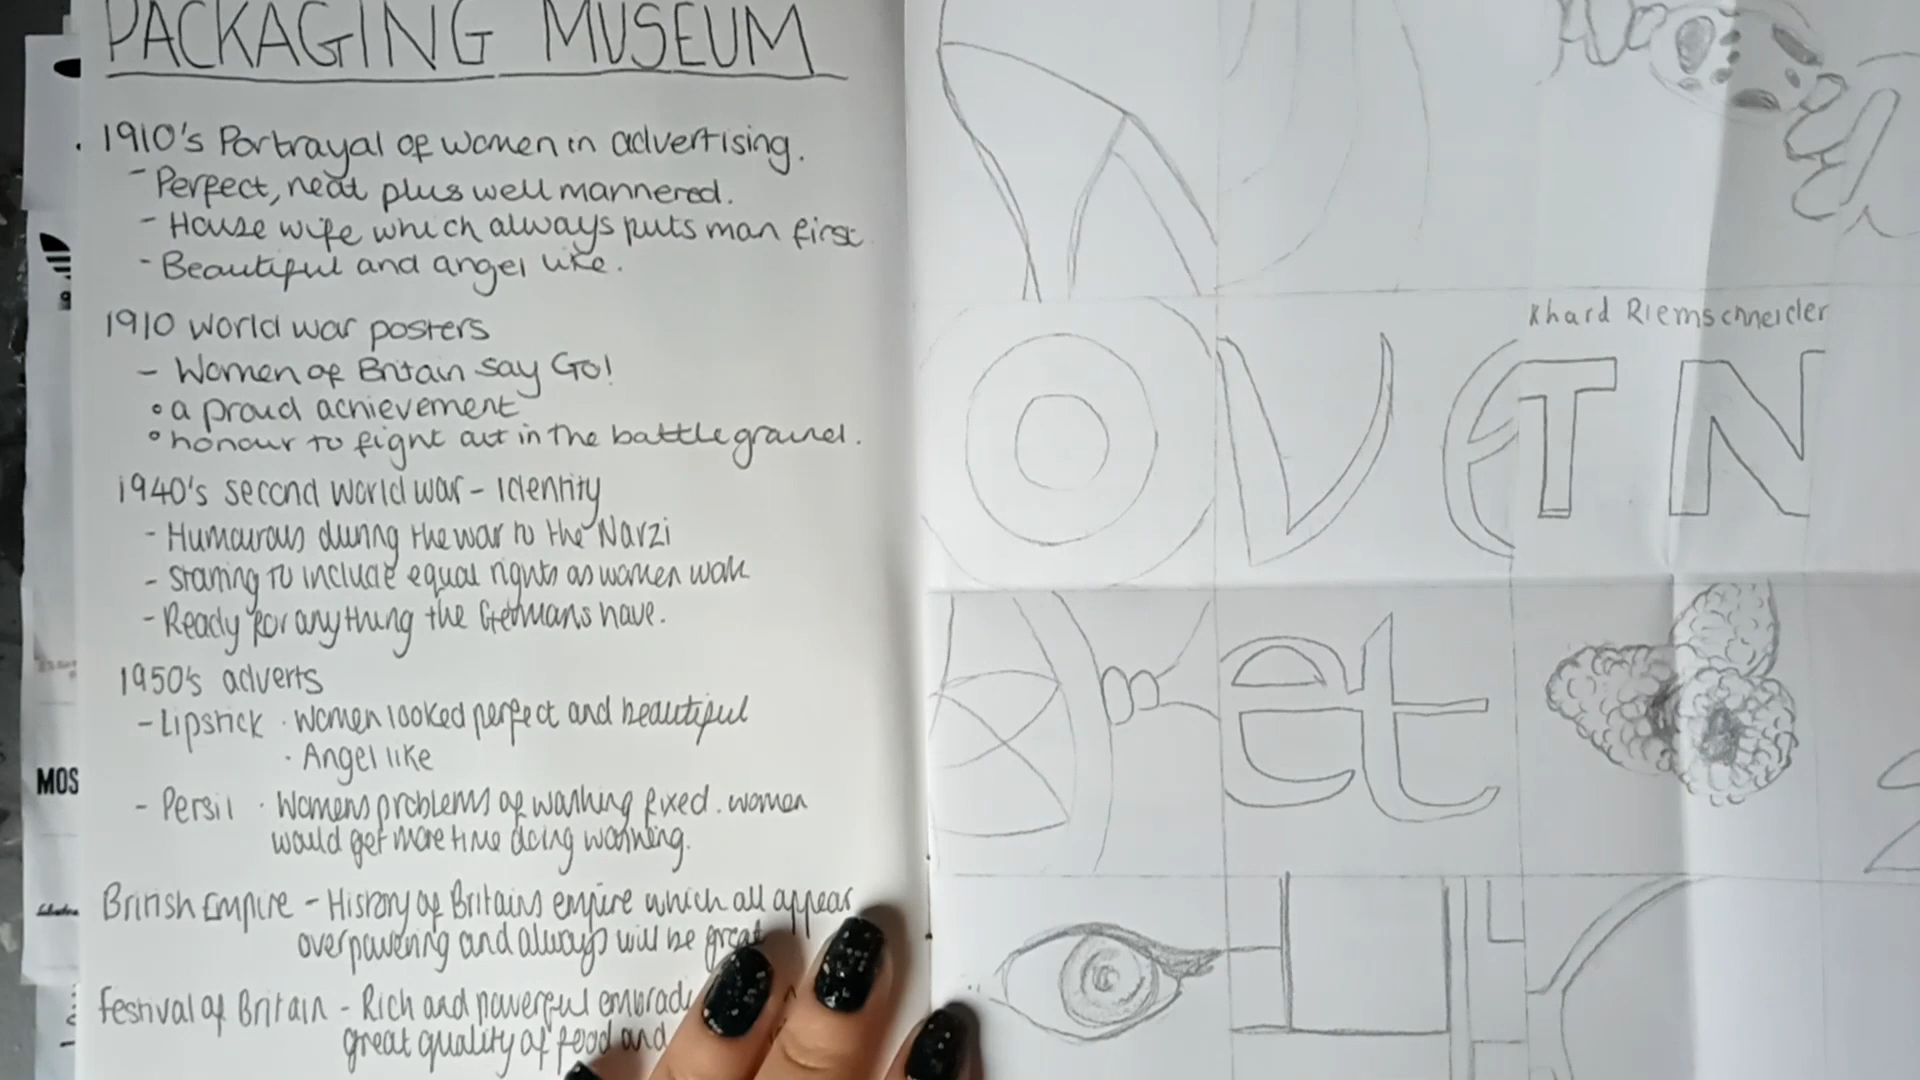 PACKAGING MUSEUM
1910's Portrayal of women in advertising.
- Perfect, neat plus well mannered.
- House wife which always puts man first
- Beautiful and angel like.
1910 world war posters
- Women of Britain say Go!
• a proud achievement
• honour to fight out in the battle ground.
1940's second world war - Identity
- Humourous during the war to the Narzi
- Starting to include equal rights as women work
- Ready for anything the Germans have.
1950's adverts
- Lipstick · Women looked perfect and beautiful
· Angel like
- Persil · Womens problems of washing fixed. women
would get more time doing washing.
British Empire - History of Britains empire which all appear
overpowering and always will be great
Festival of Britain - Rich and powerful
great quality of food and
MOS
khard Riemschneider
OVE TN
et